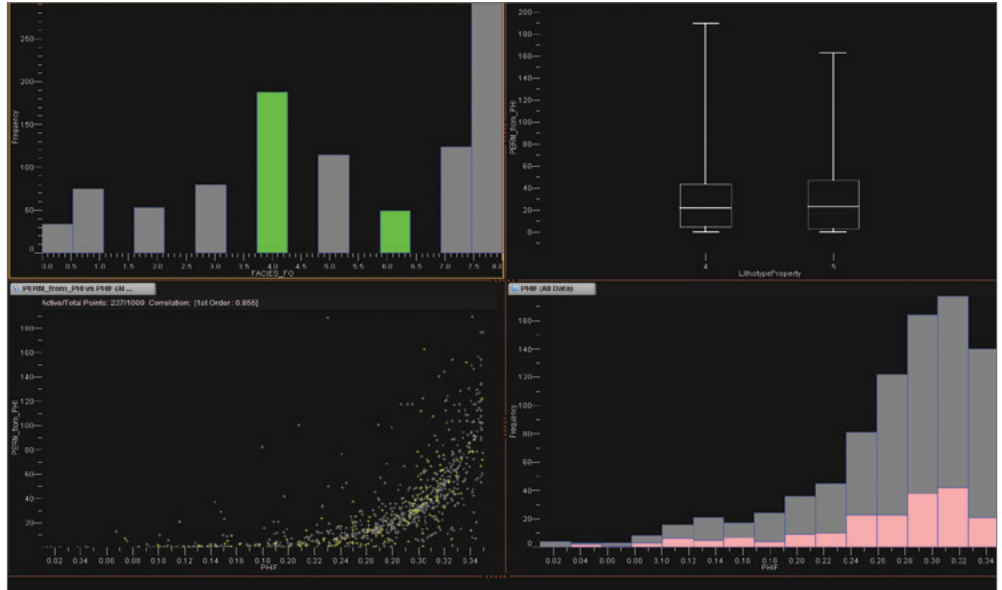 250
200
150
100
50
0
Frequency
0.0 0.5 1.0 1.5 2.0 2.5 3.0 3.5 4.0 4.5 5.0 5.5 6.0 6.5 7.0 7.5 8.0
FACIES_FO
200
180
160
140
120
100
80
60
40
20
0
PERM_from_PHI
4 5
LithotypeProperty
PERM_from_PHI vs PHIF (Al ...
Active/Total Points: 237/1009 Correlation: [1st Order : 0.855]
180
160
140
120
100
80
60
40
20
PERM_from_PHI
0.02 0.04 0.06 0.08 0.10 0.12 0.14 0.16 0.18 0.20 0.22 0.24 0.26 0.28 0.30 0.32 0.34
PHIF
PHIF (All Data)
160
140
120
100
80
60
40
20
0
Frequency
0.02 0.04 0.06 0.08 0.10 0.12 0.14 0.16 0.18 0.20 0.22 0.24 0.26 0.28 0.30 0.32 0.34
PHIF